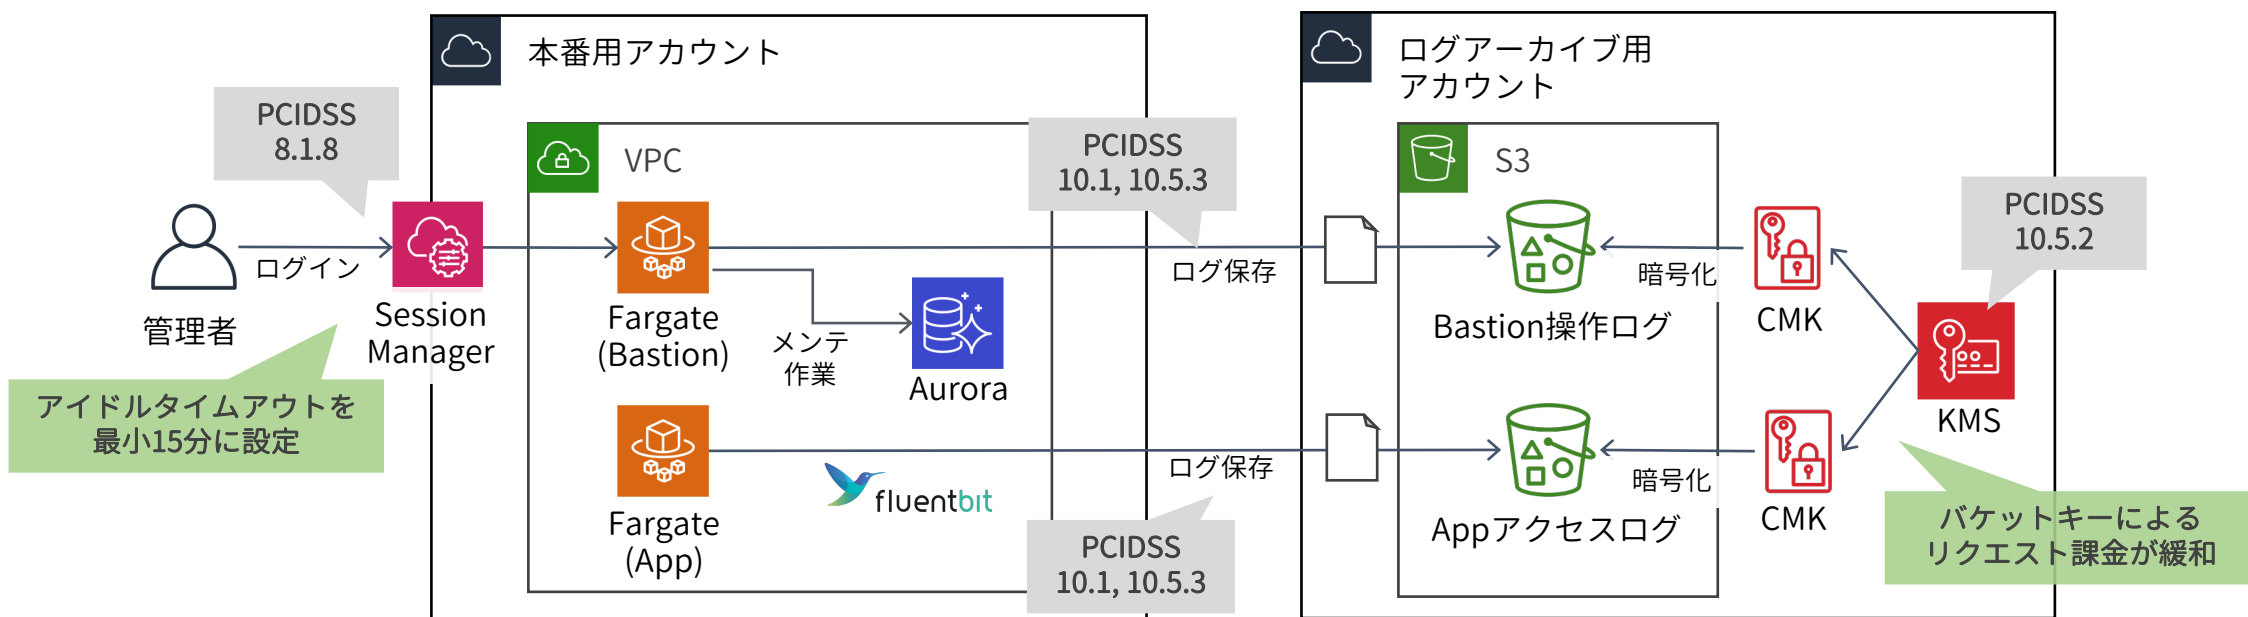 本番用アカウント
ログアーカイブ用
アカウント
PCIDSS
8.1.8
VPC
PCIDSS
10.1, 10.5.3
S3
PCIDSS
10.5.2
ログイン
ログ保存
暗号化
管理者
Session
Manager
Fargate
(Bastion)
メンテ
作業
Aurora
Bastion操作ログ
CMK
KMS
アイドルタイムアウトを
最小15分に設定
Fargate
(App)
fluentbit
ログ保存
PCIDSS
10.1, 10.5.3
Appアクセスログ
暗号化
CMK
バケットキーによる
リクエスト課金が緩和